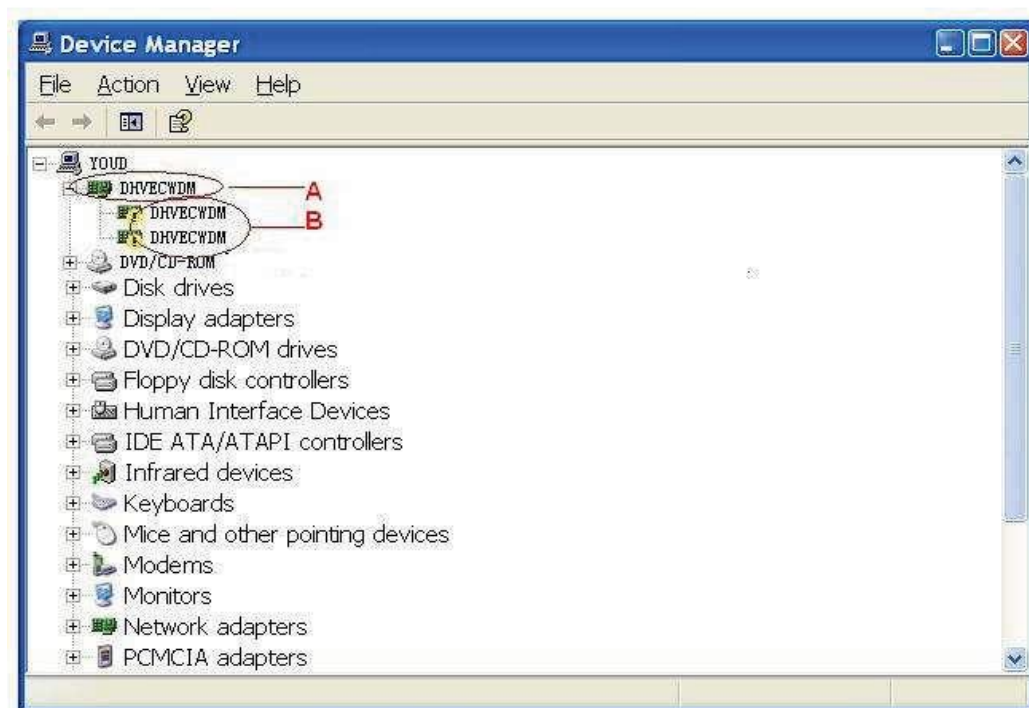 Device Manager
File Action View Help
YOUD
DHVECWDM A
DHVECWDM
B
DHVECWDM
DVD/CD-ROM
Disk drives
Display adapters
DVD/CD-ROM drives
Floppy disk controllers
Human Interface Devices
IDE ATA/ATAPI controllers
Infrared devices
Keyboards
Mice and other pointing devices
Modems
Monitors
Network adapters
PCMCIA adapters